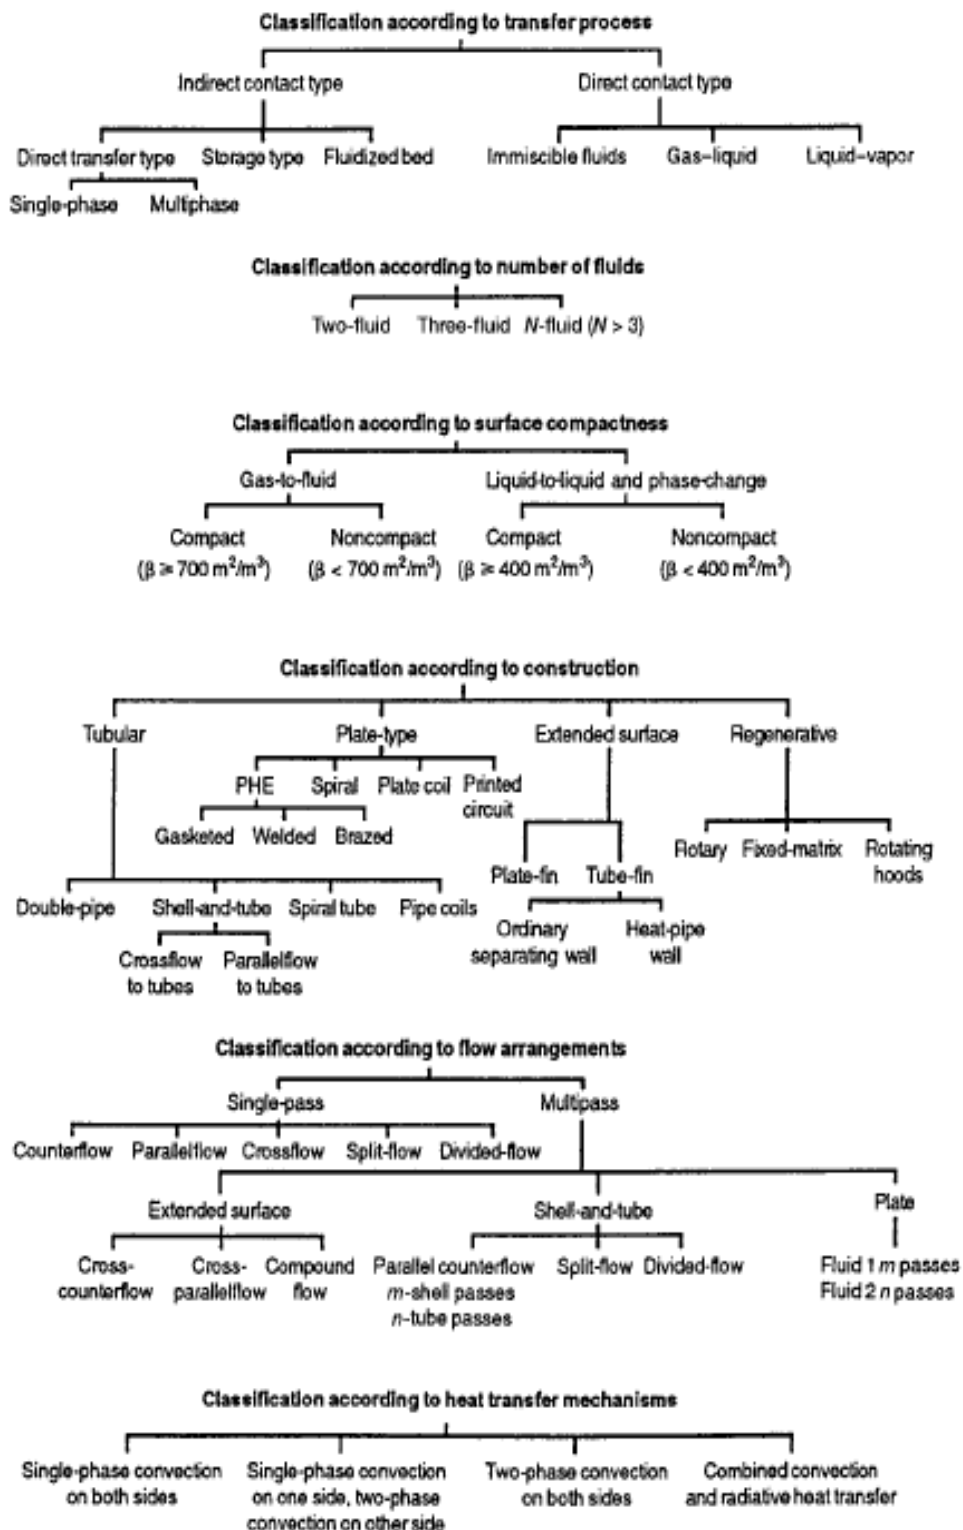 Classification according to transfer process
Indirect contact type Direct contact type
Direct transfer type Storage type Fluidized bed Immiscible fluids Gas–liquid Liquid–vapor
Single-phase Multiphase
Classification according to number of fluids
Two-fluid Three-fluid N-fluid (N > 3)
Classification according to surface compactness
Gas-to-fluid Liquid-to-liquid and phase-change
Compact Noncompact Compact Noncompact
(β ≥ 700 m²/m³) (β < 700 m²/m³) (β ≥ 400 m²/m³) (β < 400 m²/m³)
Classification according to construction
Tubular Plate-type Extended surface Regenerative
PHE Spiral Plate coil Printed
circuit
Gasketed Welded Brazed
Rotary Fixed-matrix Rotating
hoods
Plate-fin Tube-fin
Double-pipe Shell-and-tube Spiral tube Pipe coils
Ordinary Heat-pipe
separating wall wall
Crossflow Parallelflow
to tubes to tubes
Classification according to flow arrangements
Single-pass Multipass
Counterflow Parallelflow Crossflow Split-flow Divided-flow
Extended surface Shell-and-tube Plate
Cross- Cross- Compound Parallel counterflow Split-flow Divided-flow Fluid 1 m passes
counterflow parallelflow flow m-shell passes Fluid 2 n passes
n-tube passes
Classification according to heat transfer mechanisms
Single-phase convection Single-phase convection Two-phase convection Combined convection
on both sides on one side, two-phase on both sides and radiative heat transfer
convection on other side